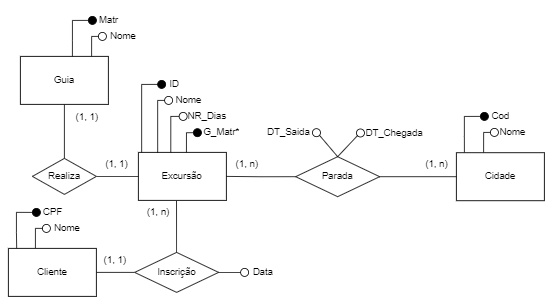 Matr
Nome
Guia
(1, 1)
ID
Nome
NR_Dias
G_Matr*
DT_Saida
DT_Chegada
Cod
Nome
Realiza
(1, 1)
Excursão
(1, n)
Parada
(1, n)
Cidade
(1, n)
CPF
Nome
Cliente
(1, 1)
Inscrição
Data